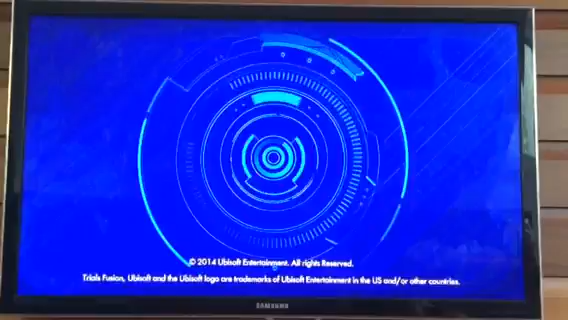 © 2014 Ubisoft Entertainment. All rights Reserved.
Trials Fusion, Ubisoft and the Ubisoft logo are trademarks of Ubisoft Entertainment in the US and/or other countries.
SAMSUNG